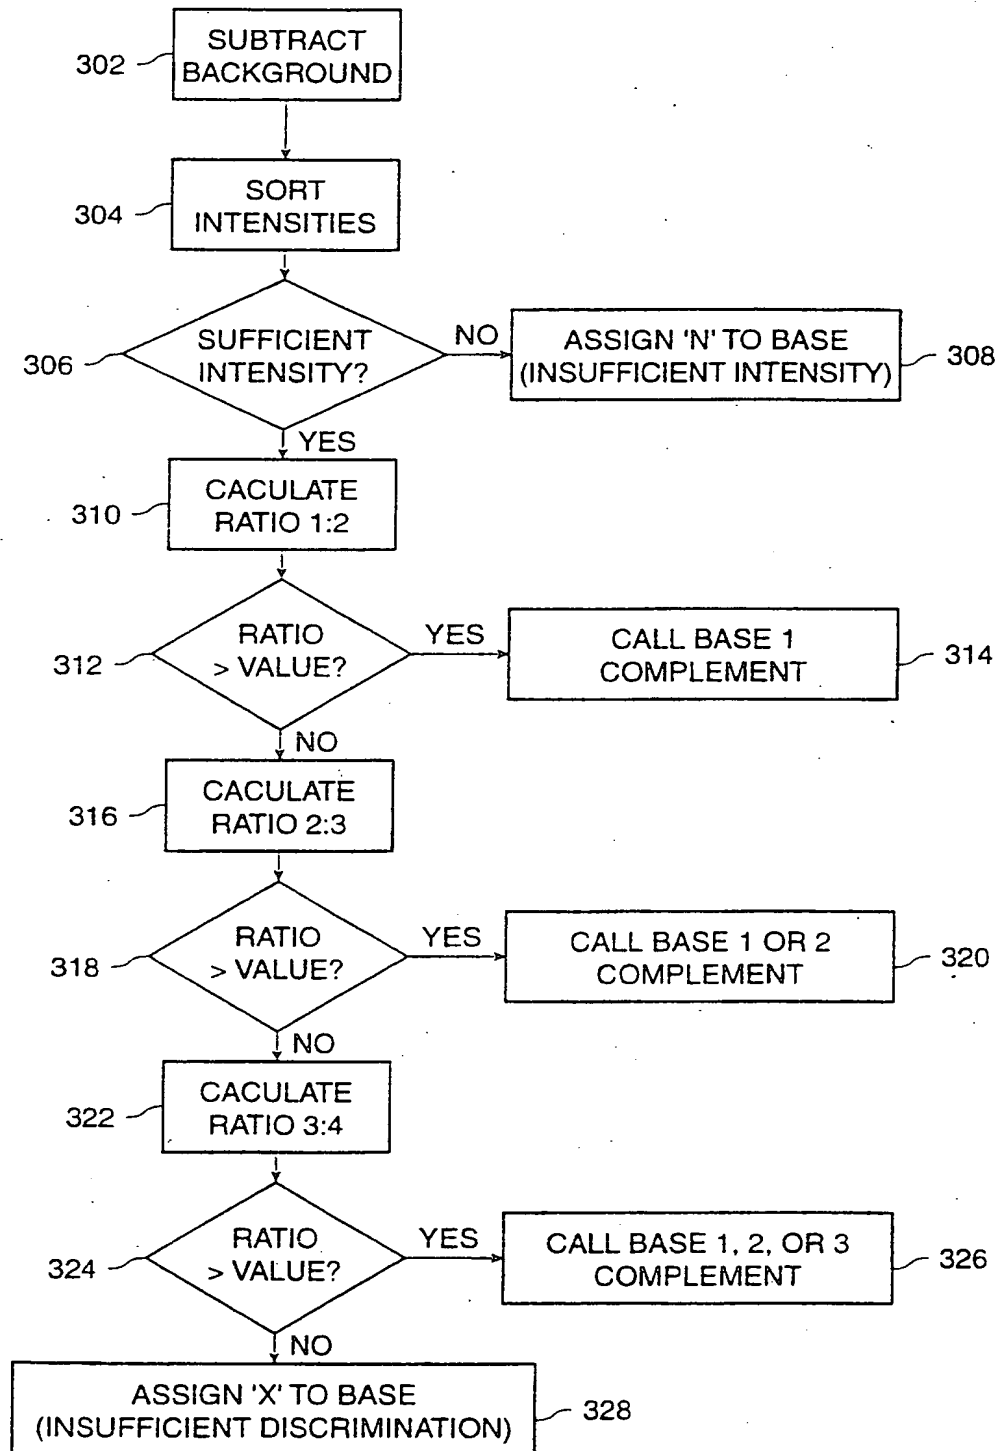 SUBTRACT
BACKGROUND
302
SORT
INTENSITIES
304
SUFFICIENT
INTENSITY?
306
NO
ASSIGN 'N' TO BASE
(INSUFFICIENT INTENSITY)
308
YES
CACULATE
RATIO 1:2
310
RATIO
> VALUE?
312
YES
CALL BASE 1
COMPLEMENT
314
NO
CACULATE
RATIO 2:3
316
RATIO
> VALUE?
318
YES
CALL BASE 1 OR 2
COMPLEMENT
320
NO
CACULATE
RATIO 3:4
322
RATIO
> VALUE?
324
YES
CALL BASE 1, 2, OR 3
COMPLEMENT
326
NO
ASSIGN 'X' TO BASE
(INSUFFICIENT DISCRIMINATION)
328